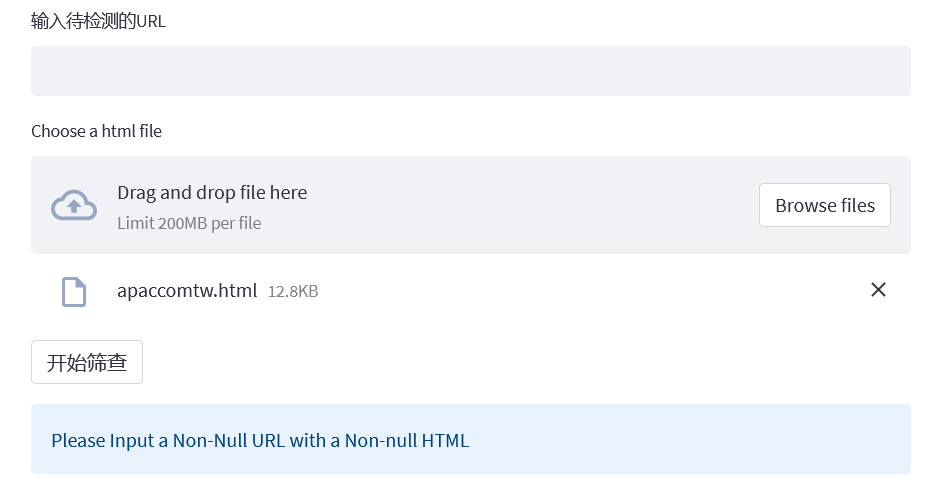 输入待检测的URL
Choose a html file
Drag and drop file here
Limit 200MB per file
Browse files
apaccomtw.html 12.8KB
开始筛查
Please Input a Non-Null URL with a Non-null HTML